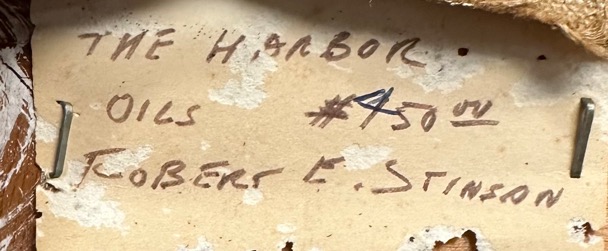 THE HARBOR.
OILS #450 00
ROBERT E. STINSON